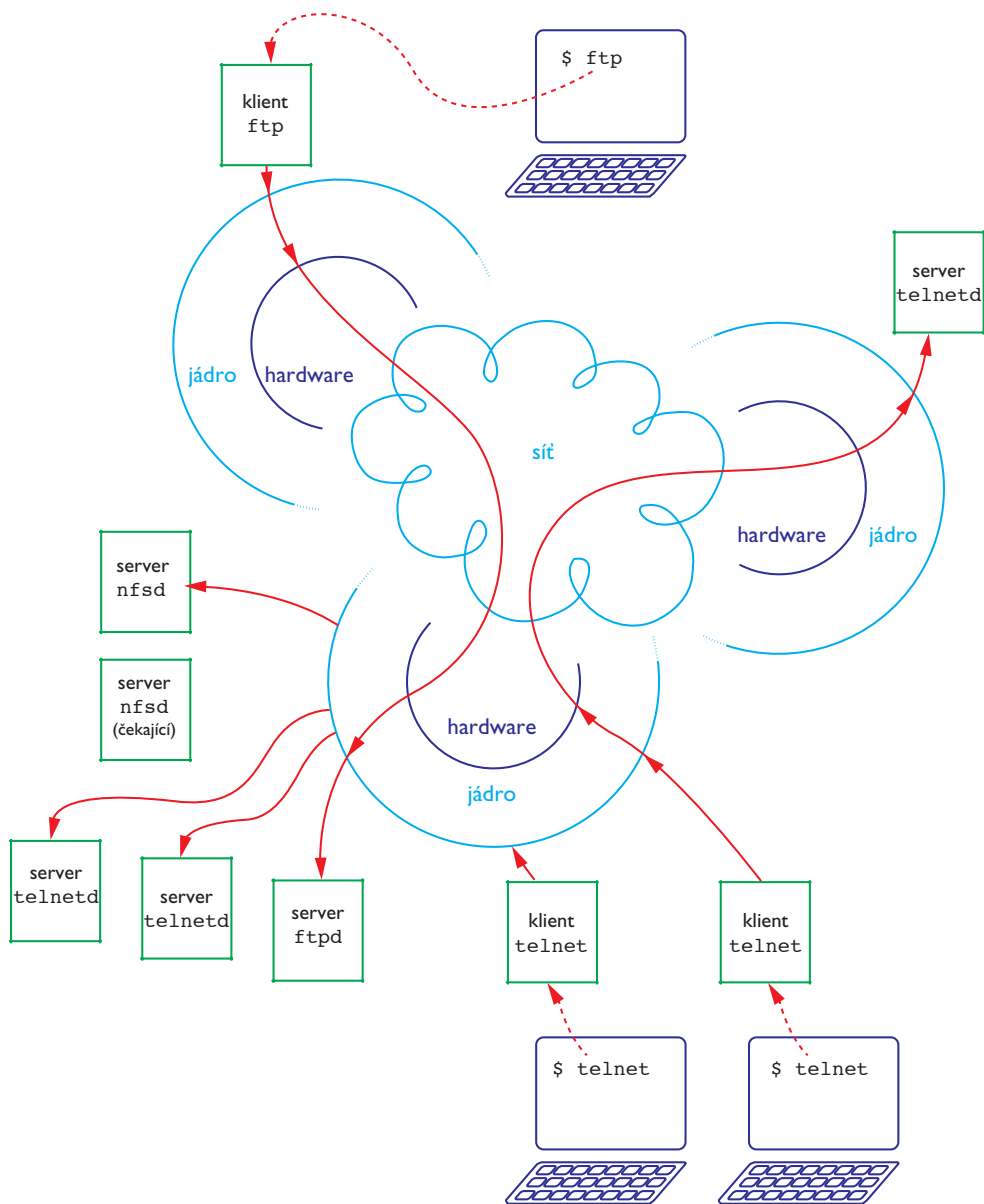 $ ftp
klient
ftp
server
telnetd
jádro
hardware
síť
hardware
jádro
server
nfsd
server
nfsd
(čekající)
hardware
jádro
server
telnetd
server
telnetd
server
ftpd
klient
telnet
klient
telnet
$ telnet
$ telnet